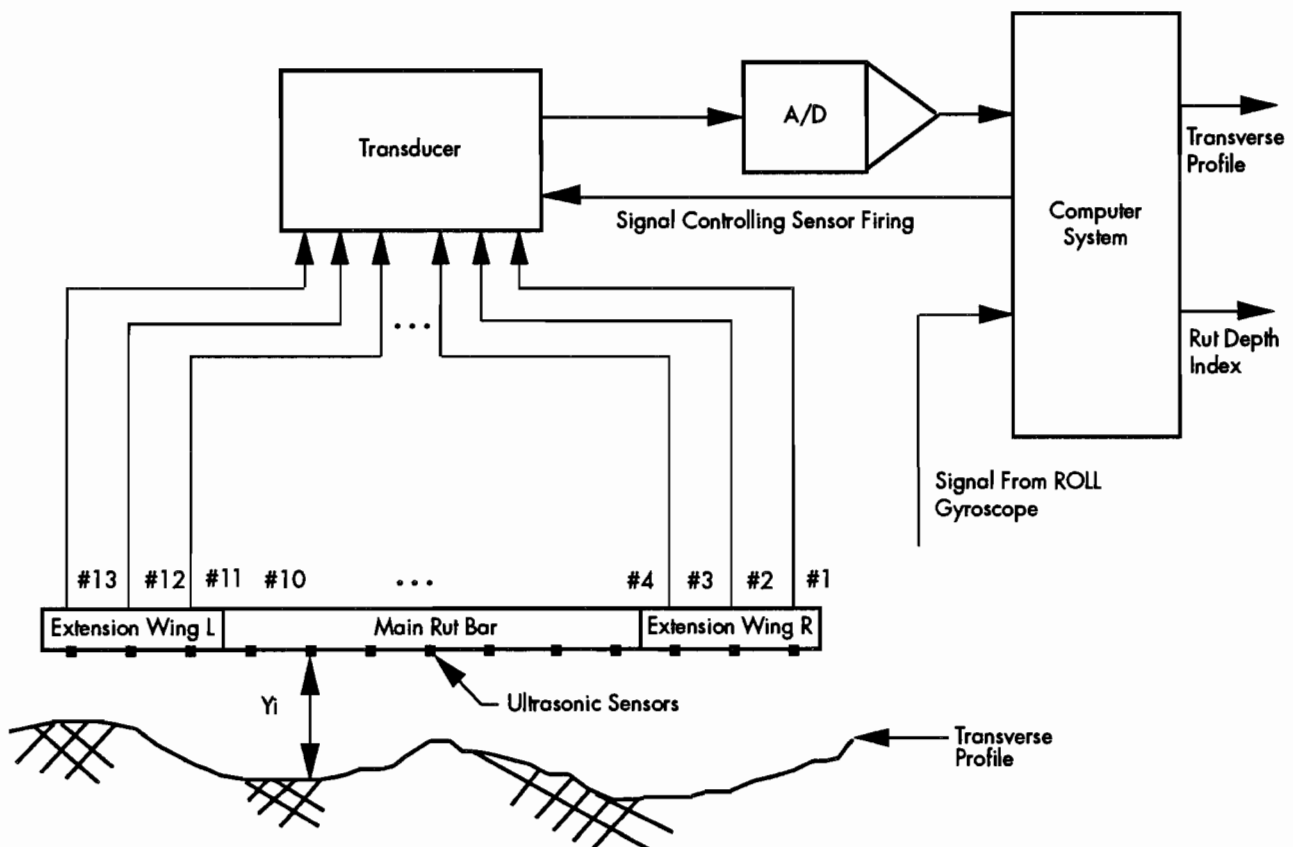 Transducer
A/D
Transverse
Profile
Signal Controlling Sensor Firing
Computer
System
Rut Depth
Index
...
Signal From ROLL
Gyroscope
#13 #12 #11 #10 ... #4 #3 #2 #1
Extension Wing L Main Rut Bar Extension Wing R
Yi
Ultrasonic Sensors
Transverse
Profile